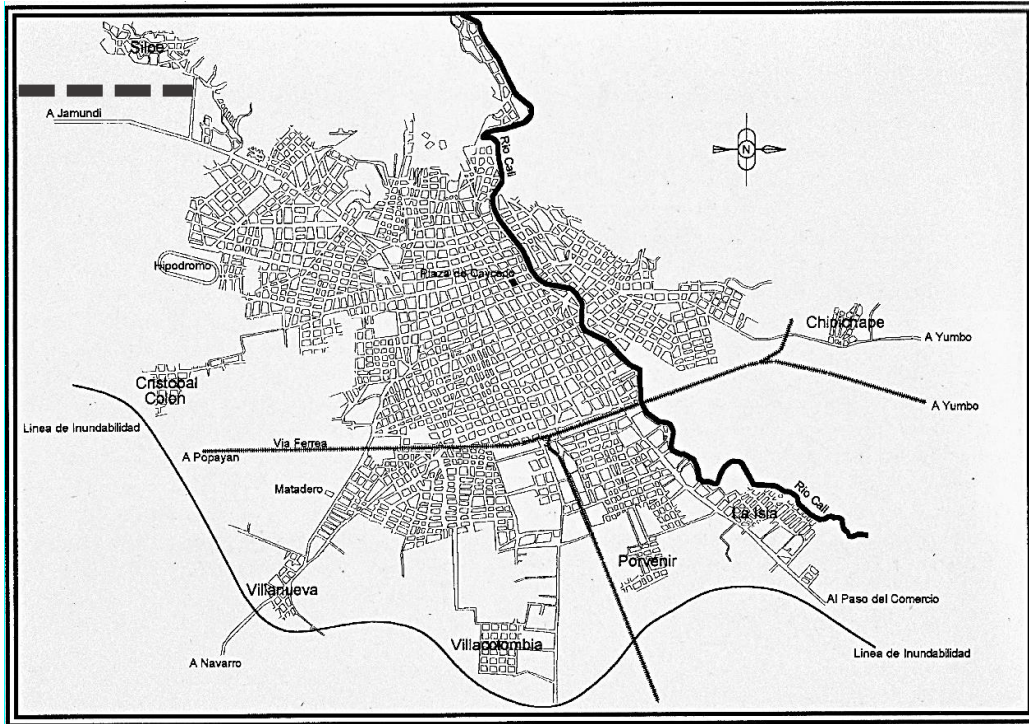 Siloe
A Jamundi
Rio Cali
N
Hipodromo
Plaza de Caycedo
Chipichape
A Yumbo
Cristobal
Colon
A Yumbo
Linea de Inundabilidad
Via Ferrea
A Popayan
Matadero
Rio Cali
La Isla
Porvenir
Villanueva
Al Paso del Comercio
Villacolombia
Linea de Inundabilidad
A Navarro